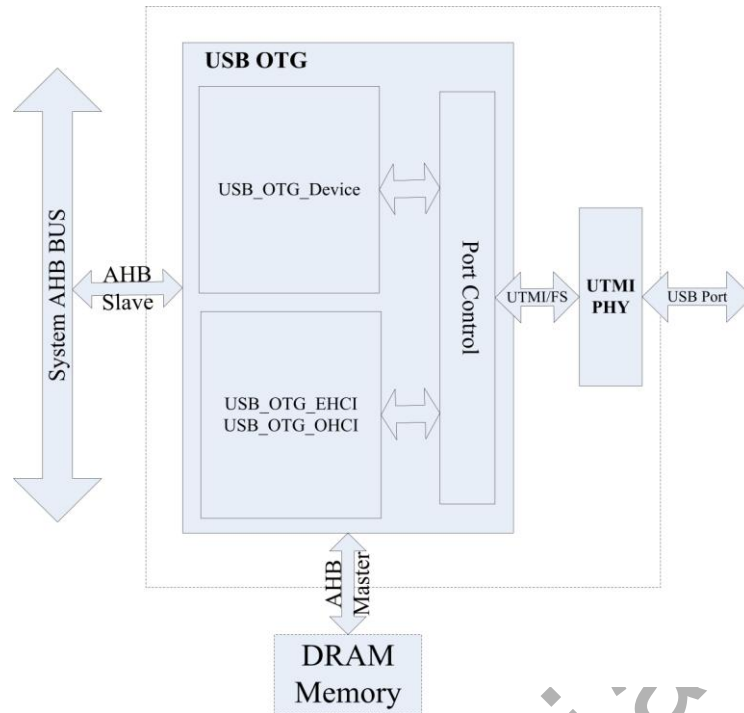 USB OTG
USB_OTG_Device
System AHB BUS
AHB
Slave
Port Control
UTMI/FS
UTMI
PHY
USB Port
USB_OTG_EHCI
USB_OTG_OHCI
AHB
Master
DRAM
Memory